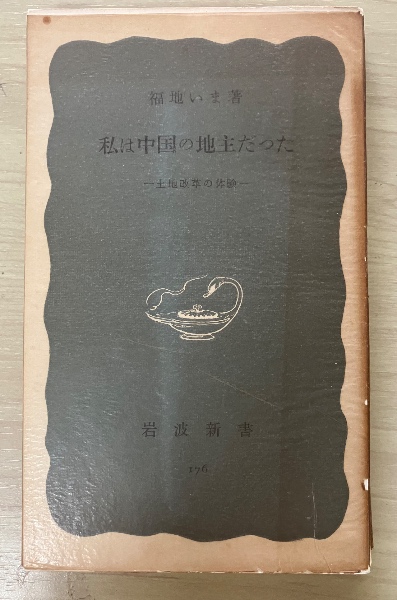 福地いま著
私は中国の地主だった
―土地改革の体験―
岩波新書
176